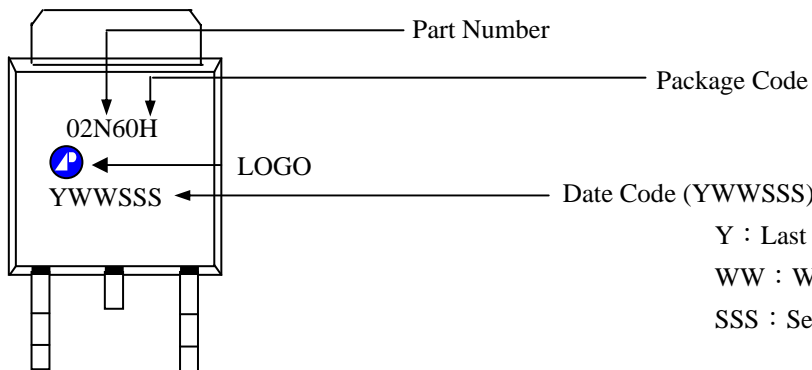 Part Number
Package Code
02N60H
LOGO
YWWSSS
Date Code (YWWSSS)
Y：Last
WW：W
SSS：Se